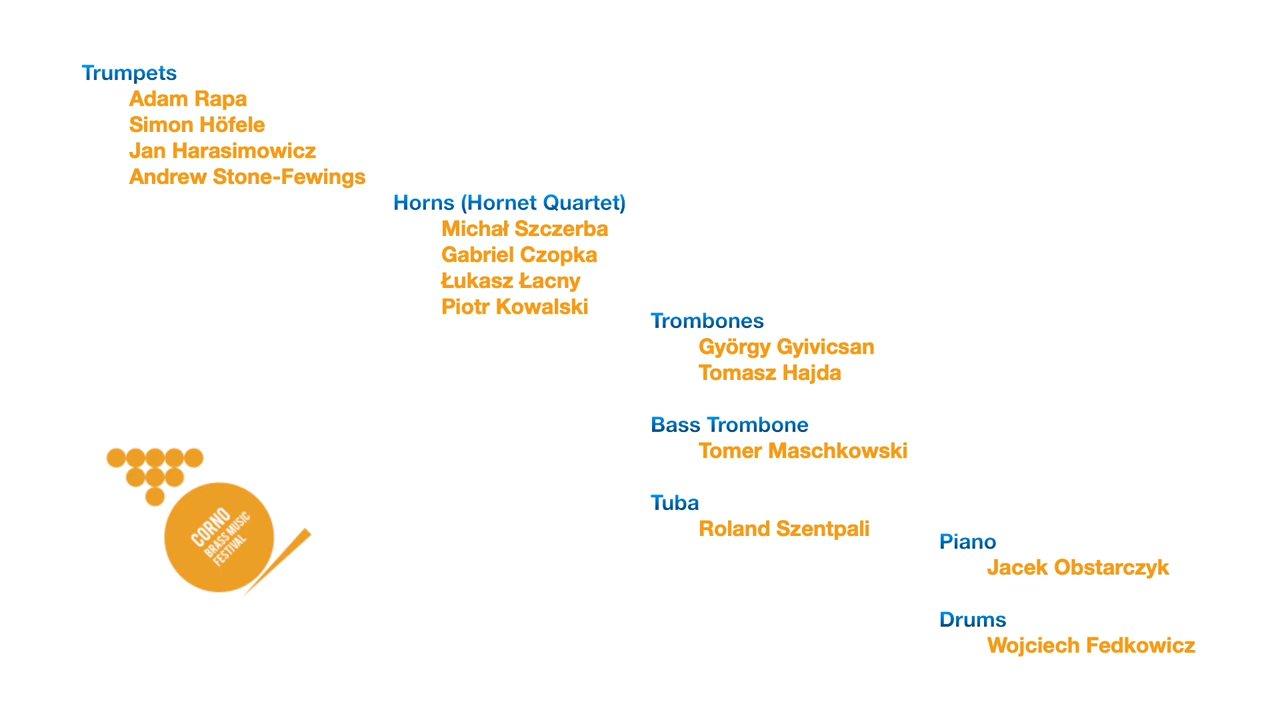 Trumpets
Adam Rapa
Simon Höfele
Jan Harasimowicz
Andrew Stone-Fewings
Horns (Hornet Quartet)
Michał Szczerba
Gabriel Czopka
Łukasz Łacny
Piotr Kowalski
Trombones
György Gyivicsan
Tomasz Hajda
Bass Trombone
Tomer Maschkowski
Tuba
Roland Szentpali
Piano
Jacek Obstarczyk
Drums
Wojciech Fedkowicz
CORNO
BRASS MUSIC
FESTIVAL